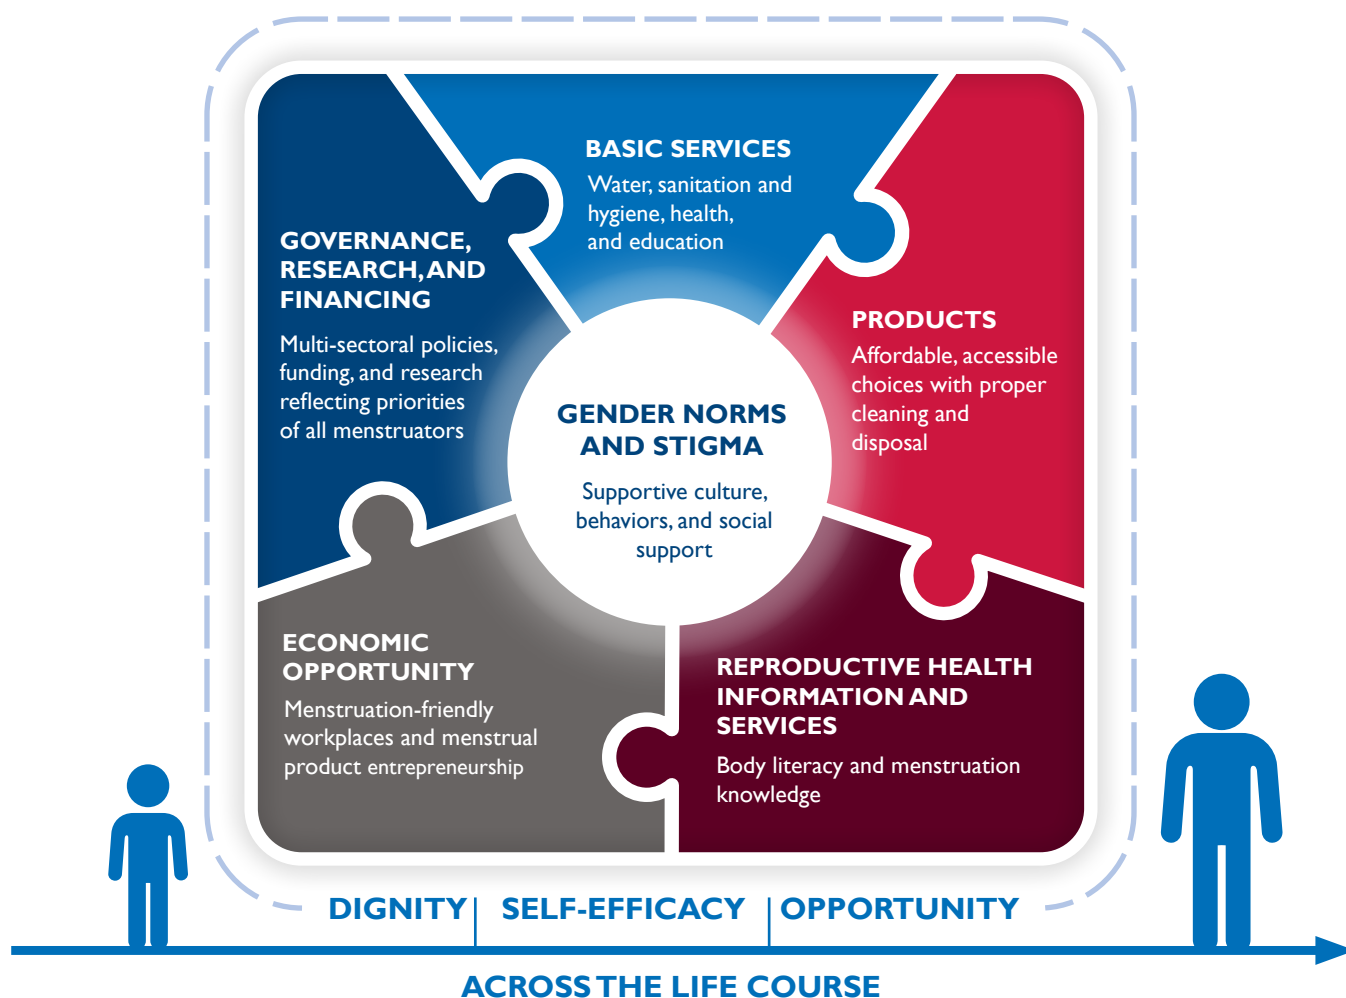 BASIC SERVICES
Water, sanitation and
hygiene, health,
and education
GOVERNANCE,
RESEARCH, AND
FINANCING
Multi-sectoral policies,
funding, and research
reflecting priorities
of all menstruators
PRODUCTS
Affordable, accessible
choices with proper
cleaning and
disposal
GENDER NORMS
AND STIGMA
Supportive culture,
behaviors, and social
support
ECONOMIC
OPPORTUNITY
Menstruation-friendly
workplaces and menstrual
product entrepreneurship
REPRODUCTIVE HEALTH
INFORMATION AND
SERVICES
Body literacy and menstruation
knowledge
DIGNITY SELF-EFFICACY OPPORTUNITY
ACROSS THE LIFE COURSE